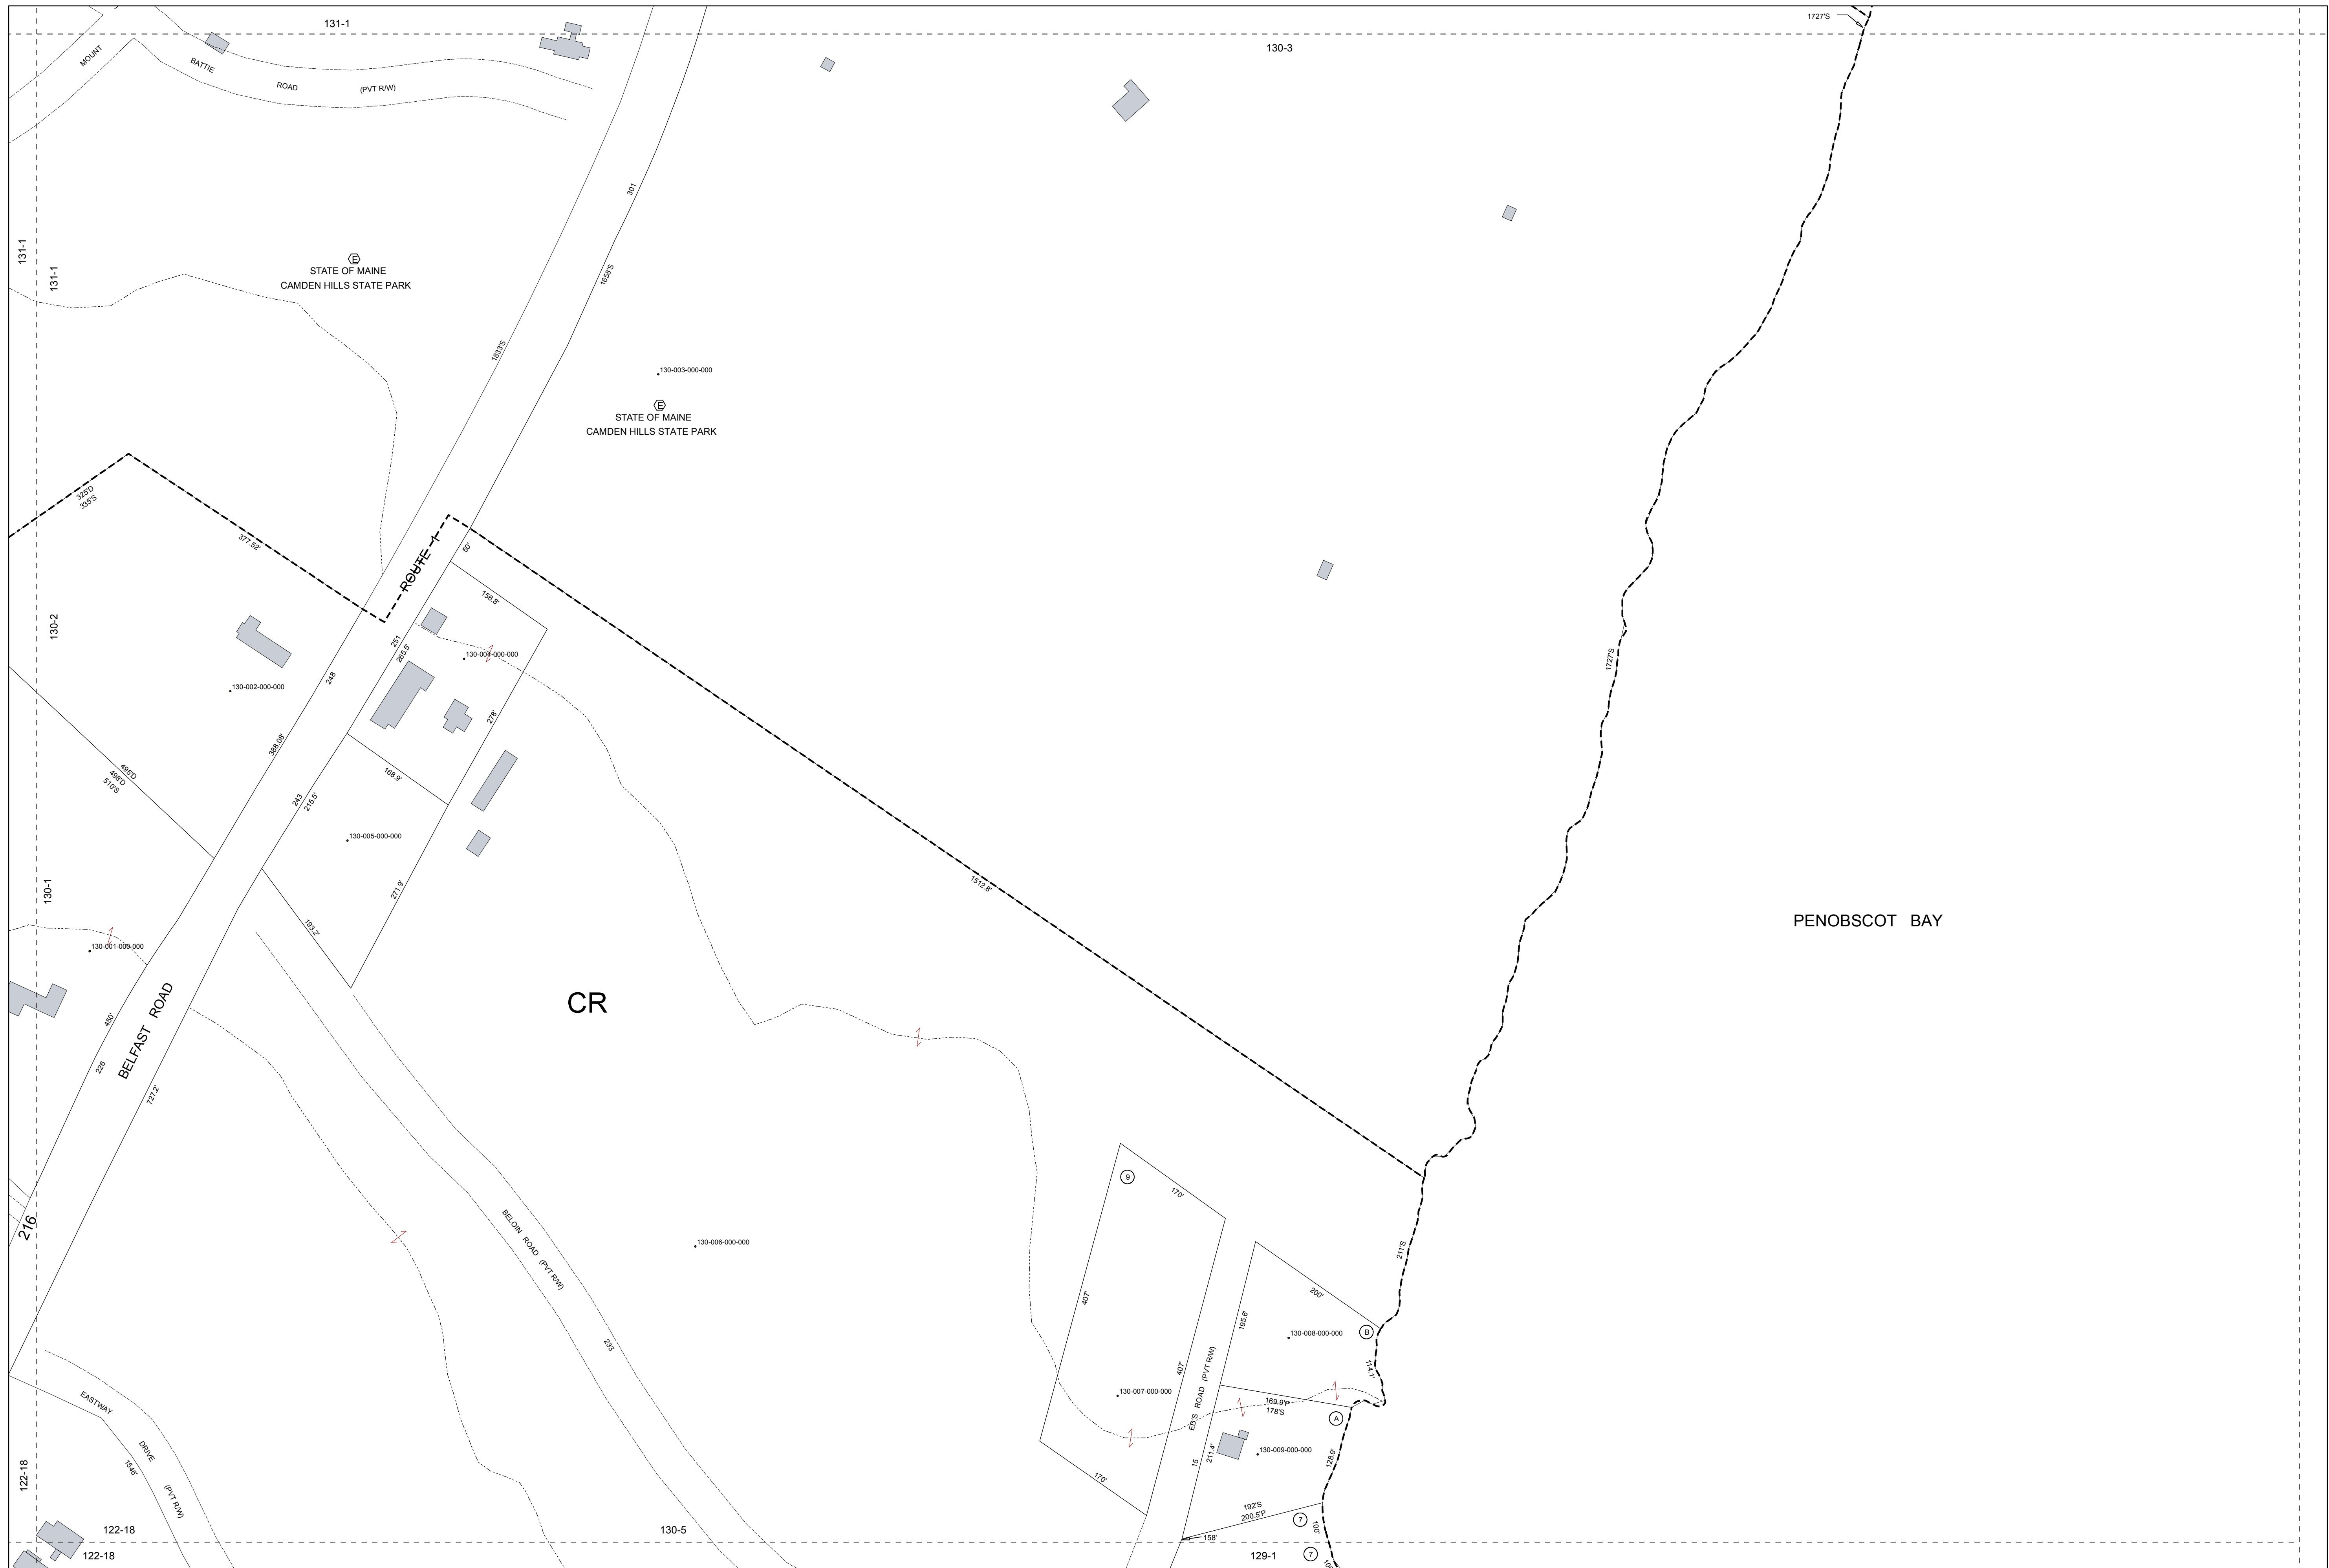 131-1
1727'S
130-3
MOUNT
BATTIE
ROAD
(PVT R/W)
301
131-1
131-1
E
STATE OF MAINE
CAMDEN HILLS STATE PARK
1658'S
1833'S
130-003-000-000
E
STATE OF MAINE
CAMDEN HILLS STATE PARK
325'D
335'S
377.52'
ROUTE 1
50'
156.8'
130-2
251
265.5'
130-004-000-000
1727'S
248
130-002-000-000
278'
388.08'
168.9'
495'D
498'D
510'S
243
215.5'
130-005-000-000
271.9'
1512.8'
130-1
193.2'
PENOBSCOT BAY
130-001-000-000
CR
450'
BELFAST ROAD
226
727.2'
9
170'
216
BELOIN ROAD (PVT R/W)
130-006-000-000
211'S
407'
200'
195.6'
130-008-000-000
B
233
407'
114.1'
ED'S ROAD (PVT R/W)
130-007-000-000
169.9'P
178'S
A
EASTWAY
DRIVE
(PVT R/W)
1546'
211.4'
15
130-009-000-000
128.9'
122-18
170'
192'S
200.5'P
7
100'
122-18
130-5
158'
122-18
129-1
7